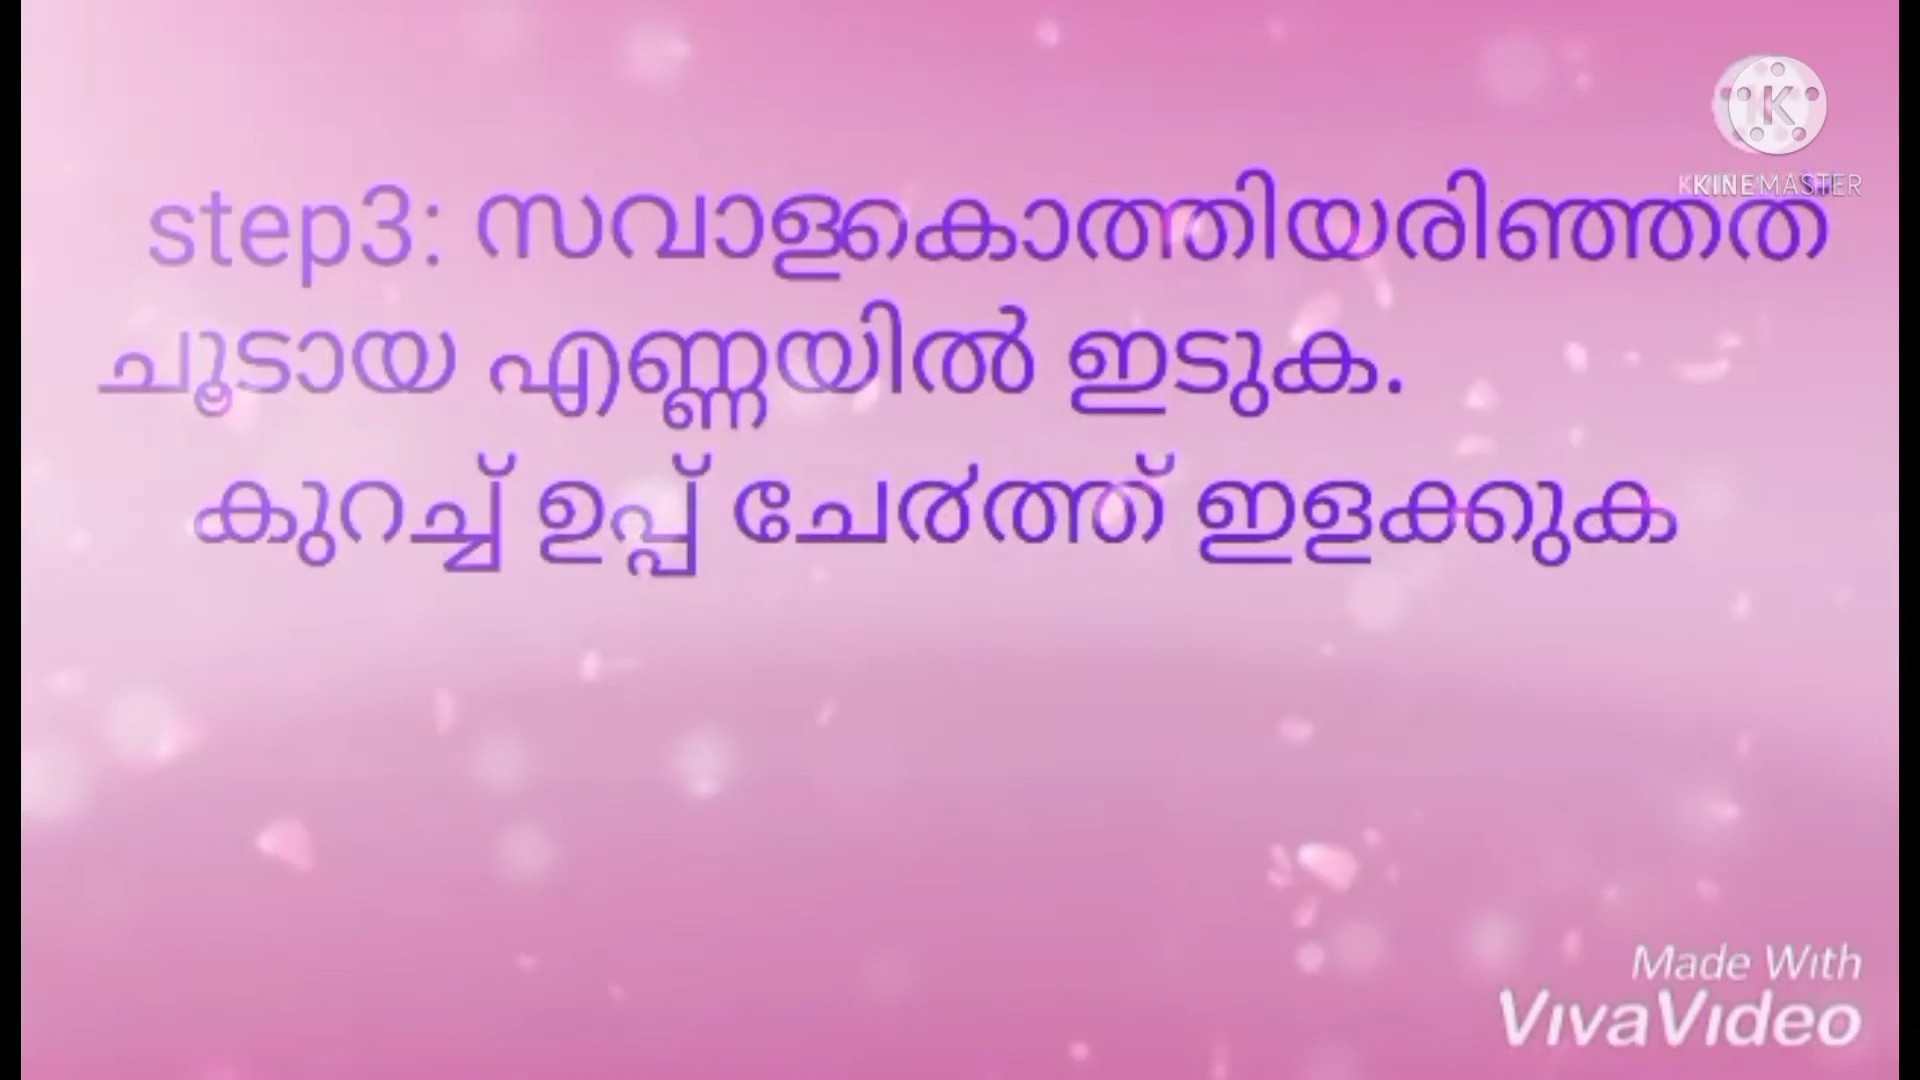 KINEMASTER
step3: സവാളകൊത്തിയരിഞ്ഞത്
ചൂടായ എണ്ണയിൽ ഇടുക.
കുറച്ച് ഉപ്പ് ചേർത്ത് ഇളക്കുക
Made With
VivaVideo